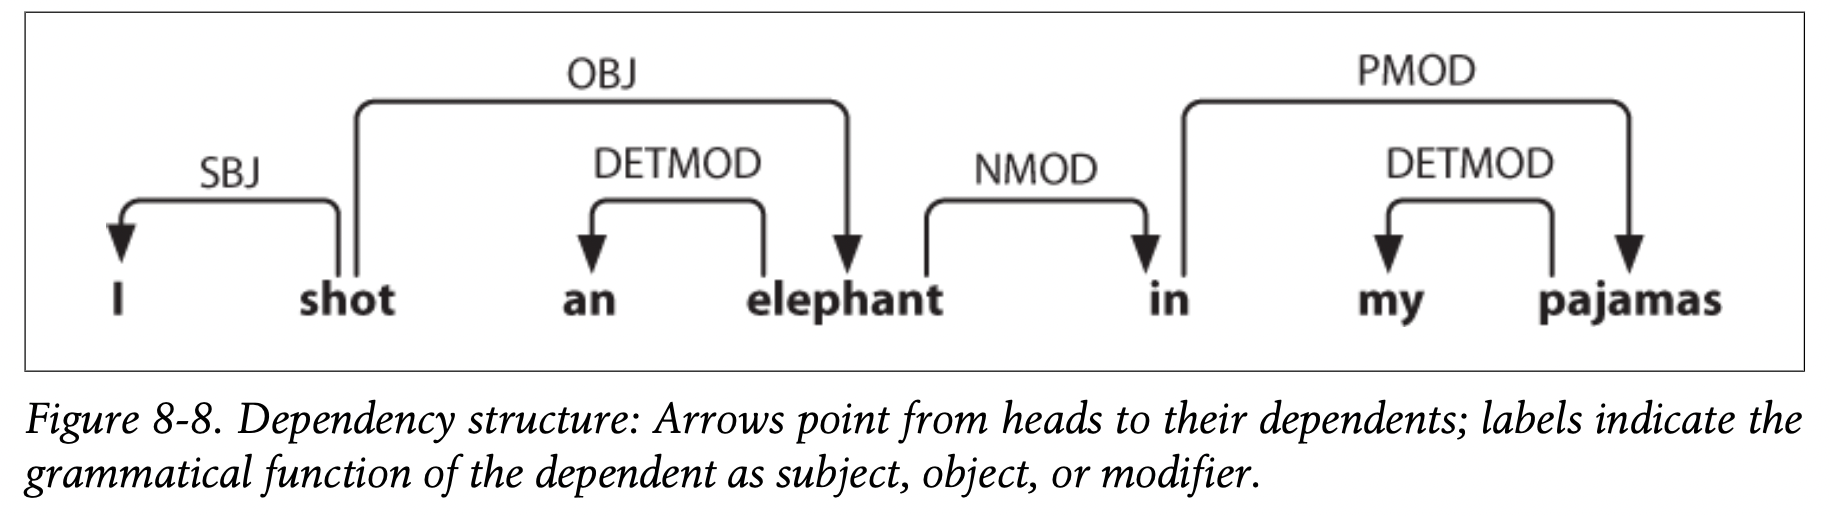 OBJ PMOD
SBJ DETMOD NMOD DETMOD
I shot an elephant in my pajamas
Figure 8-8. Dependency structure: Arrows point from heads to their dependents; labels indicate the
grammatical function of the dependent as subject, object, or modifier.